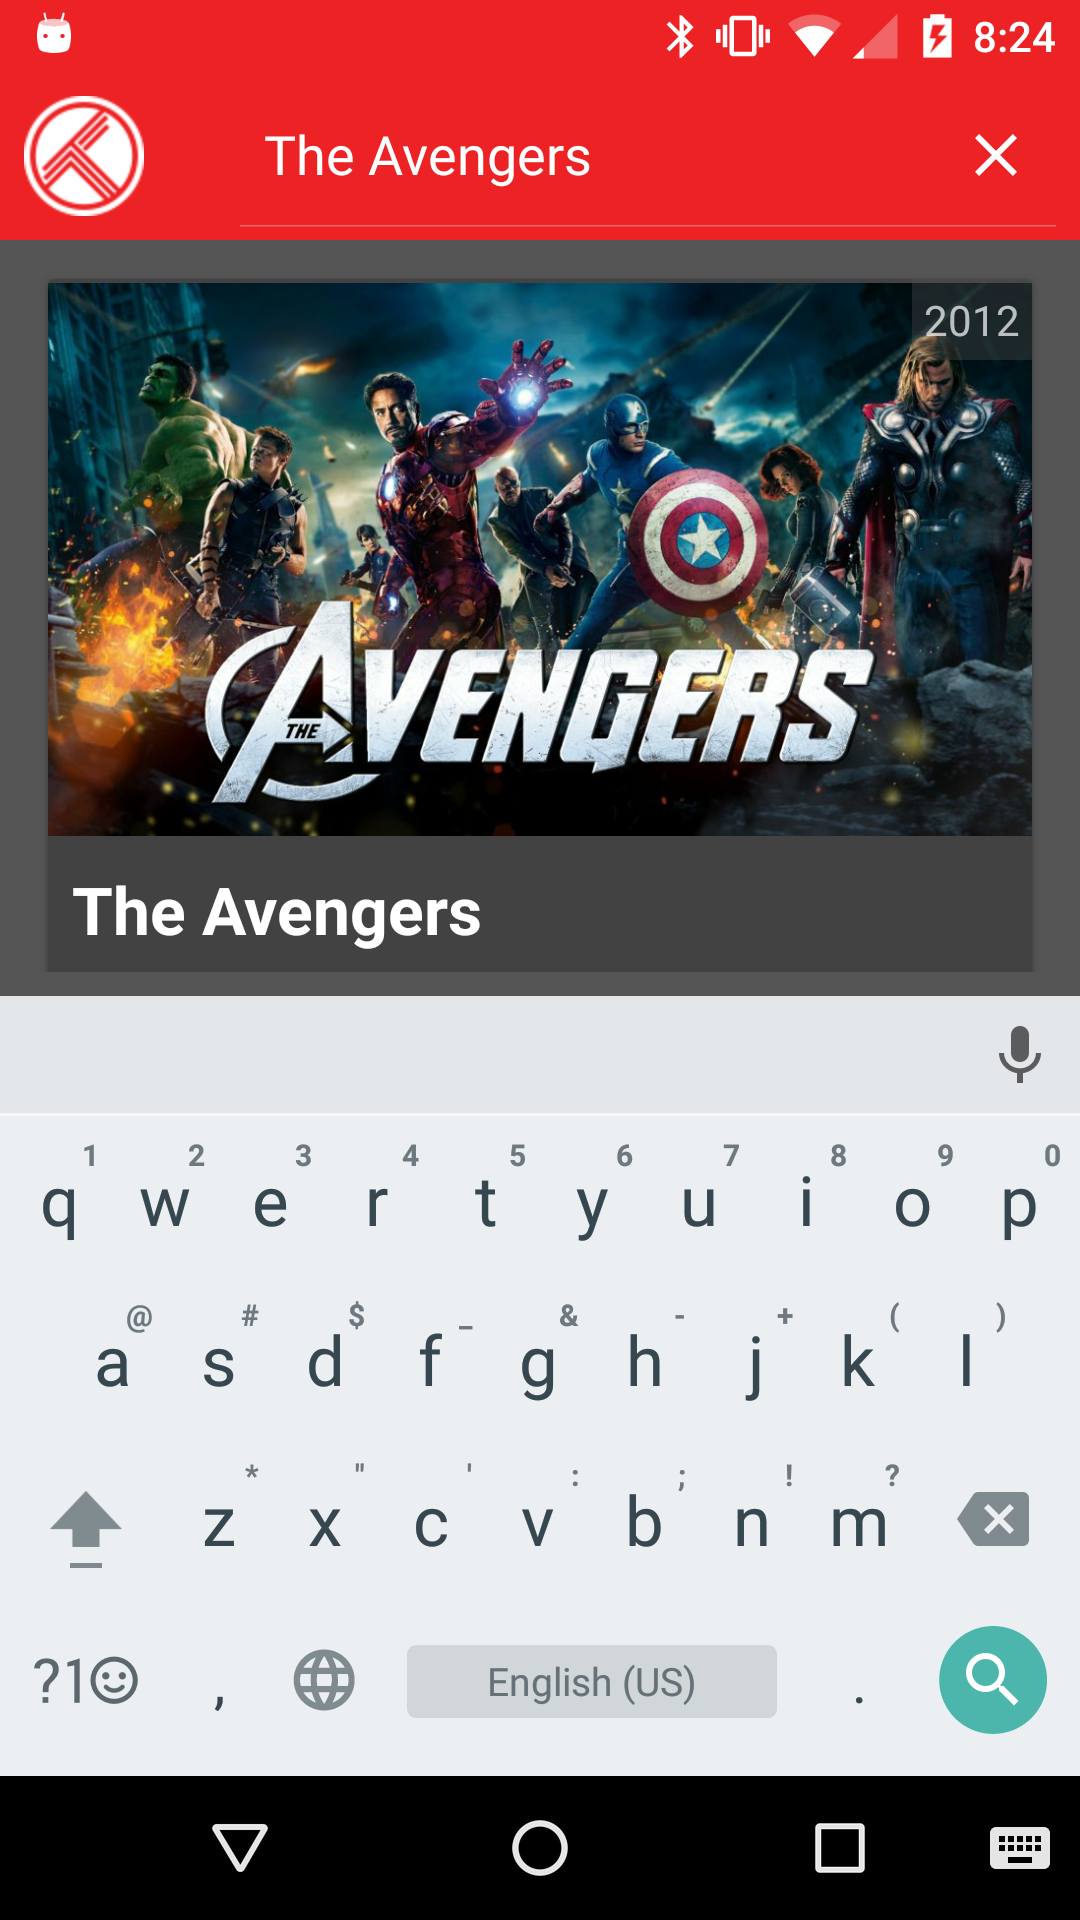 8:24
The Avengers
2012
THE AVENGERS
The Avengers
1 2 3 4 5 6 7 8 9 0
q w e r t y u i o p
@ # $ _ & - + ( )
a s d f g h j k l
* " ' : ; ! ?
z x c v b n m
?1☺ , English (US) .